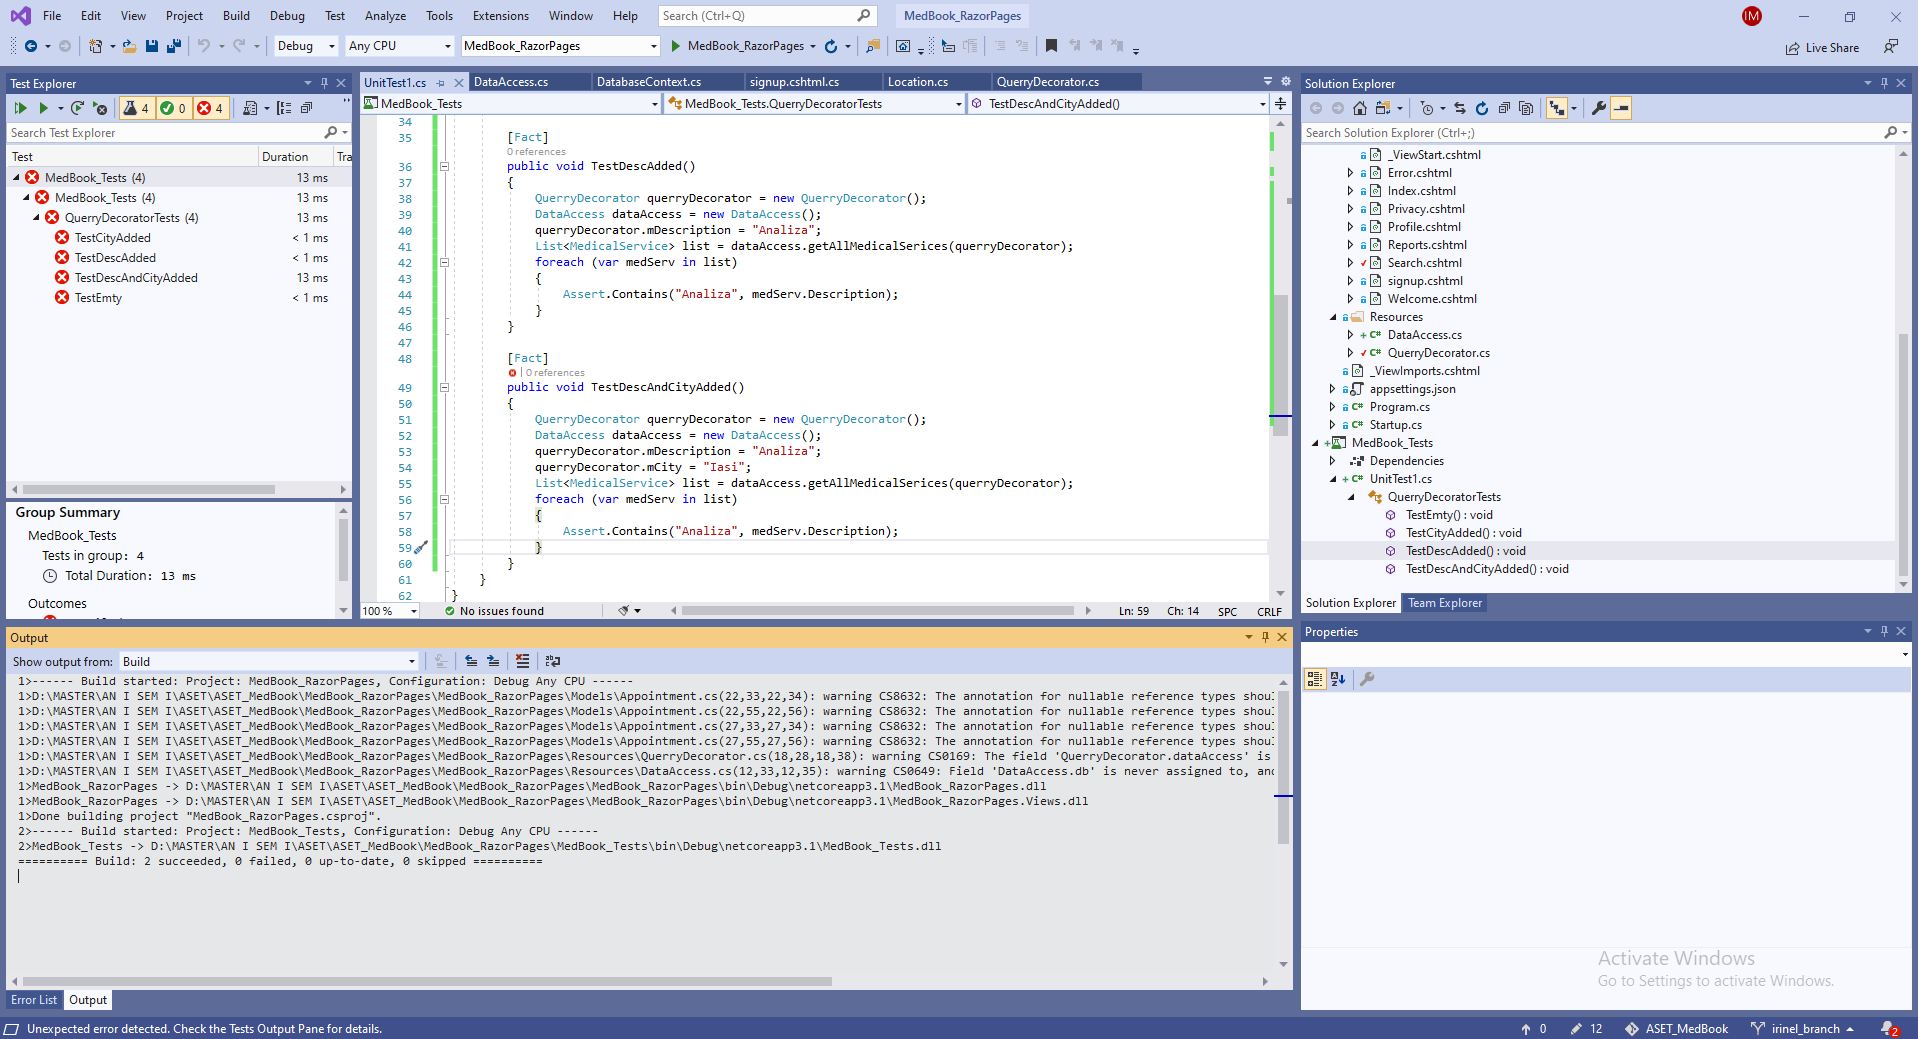 File Edit View Project Build Debug Test Analyze Tools Extensions Window Help Search (Ctrl+Q) MedBook_RazorPages IM
Debug Any CPU MedBook_RazorPages MedBook_RazorPages Live Share
Test Explorer
4 0 4
Search Test Explorer
Test Duration Tra
MedBook_Tests (4) 13 ms
MedBook_Tests (4) 13 ms
QuerryDecoratorTests (4) 13 ms
TestCityAdded < 1 ms
TestDescAdded < 1 ms
TestDescAndCityAdded 13 ms
TestEmty < 1 ms
Group Summary
MedBook_Tests
Tests in group: 4
Total Duration: 13 ms
Outcomes
UnitTest1.cs DataAccess.cs DatabaseContext.cs signup.cshtml.cs Location.cs QuerryDecorator.cs
MedBook_Tests MedBook_Tests.QuerryDecoratorTests TestDescAndCityAdded()
34
35 [Fact]
0 references
36 public void TestDescAdded()
37 {
38 QuerryDecorator querryDecorator = new QuerryDecorator();
39 DataAccess dataAccess = new DataAccess();
40 querryDecorator.mDescription = "Analiza";
41 List<MedicalService> list = dataAccess.getAllMedicalSerices(querryDecorator);
42 foreach (var medServ in list)
43 {
44 Assert.Contains("Analiza", medServ.Description);
45 }
46 }
47
48 [Fact]
0 references
49 public void TestDescAndCityAdded()
50 {
51 QuerryDecorator querryDecorator = new QuerryDecorator();
52 DataAccess dataAccess = new DataAccess();
53 querryDecorator.mDescription = "Analiza";
54 querryDecorator.mCity = "Iasi";
55 List<MedicalService> list = dataAccess.getAllMedicalSerices(querryDecorator);
56 foreach (var medServ in list)
57 {
58 Assert.Contains("Analiza", medServ.Description);
59 }
60 }
61 }
62 }
100 % No issues found Ln: 59 Ch: 14 SPC CRLF
Solution Explorer
Search Solution Explorer (Ctrl+;)
_ViewStart.cshtml
Error.cshtml
Index.cshtml
Privacy.cshtml
Profile.cshtml
Reports.cshtml
Search.cshtml
signup.cshtml
Welcome.cshtml
Resources
C# DataAccess.cs
C# QuerryDecorator.cs
_ViewImports.cshtml
appsettings.json
C# Program.cs
C# Startup.cs
MedBook_Tests
Dependencies
C# UnitTest1.cs
QuerryDecoratorTests
TestEmty() : void
TestCityAdded() : void
TestDescAdded() : void
TestDescAndCityAdded() : void
Solution Explorer Team Explorer
Output
Show output from: Build
1>------ Build started: Project: MedBook_RazorPages, Configuration: Debug Any CPU ------
1>D:\MASTER\AN I SEM I\ASET\ASET_MedBook\MedBook_RazorPages\MedBook_RazorPages\Models\Appointment.cs(22,33,22,34): warning CS8632: The annotation for nullable reference types shoul
1>D:\MASTER\AN I SEM I\ASET\ASET_MedBook\MedBook_RazorPages\MedBook_RazorPages\Models\Appointment.cs(22,55,22,56): warning CS8632: The annotation for nullable reference types shoul
1>D:\MASTER\AN I SEM I\ASET\ASET_MedBook\MedBook_RazorPages\MedBook_RazorPages\Models\Appointment.cs(27,33,27,34): warning CS8632: The annotation for nullable reference types shoul
1>D:\MASTER\AN I SEM I\ASET\ASET_MedBook\MedBook_RazorPages\MedBook_RazorPages\Models\Appointment.cs(27,55,27,56): warning CS8632: The annotation for nullable reference types shoul
1>D:\MASTER\AN I SEM I\ASET\ASET_MedBook\MedBook_RazorPages\MedBook_RazorPages\Resources\QuerryDecorator.cs(18,28,18,38): warning CS0169: The field 'QuerryDecorator.dataAccess' is
1>D:\MASTER\AN I SEM I\ASET\ASET_MedBook\MedBook_RazorPages\MedBook_RazorPages\Resources\DataAccess.cs(12,33,12,35): warning CS0649: Field 'DataAccess.db' is never assigned to, and
1>MedBook_RazorPages -> D:\MASTER\AN I SEM I\ASET\ASET_MedBook\MedBook_RazorPages\MedBook_RazorPages\bin\Debug\netcoreapp3.1\MedBook_RazorPages.dll
1>MedBook_RazorPages -> D:\MASTER\AN I SEM I\ASET\ASET_MedBook\MedBook_RazorPages\MedBook_RazorPages\bin\Debug\netcoreapp3.1\MedBook_RazorPages.Views.dll
1>Done building project "MedBook_RazorPages.csproj".
2>------ Build started: Project: MedBook_Tests, Configuration: Debug Any CPU ------
2>MedBook_Tests -> D:\MASTER\AN I SEM I\ASET\ASET_MedBook\MedBook_RazorPages\MedBook_Tests\bin\Debug\netcoreapp3.1\MedBook_Tests.dll
========== Build: 2 succeeded, 0 failed, 0 up-to-date, 0 skipped ==========
Error List Output
Properties
Activate Windows
Go to Settings to activate Windows.
Unexpected error detected. Check the Tests Output Pane for details. 0 12 ASET_MedBook irinel_branch 2